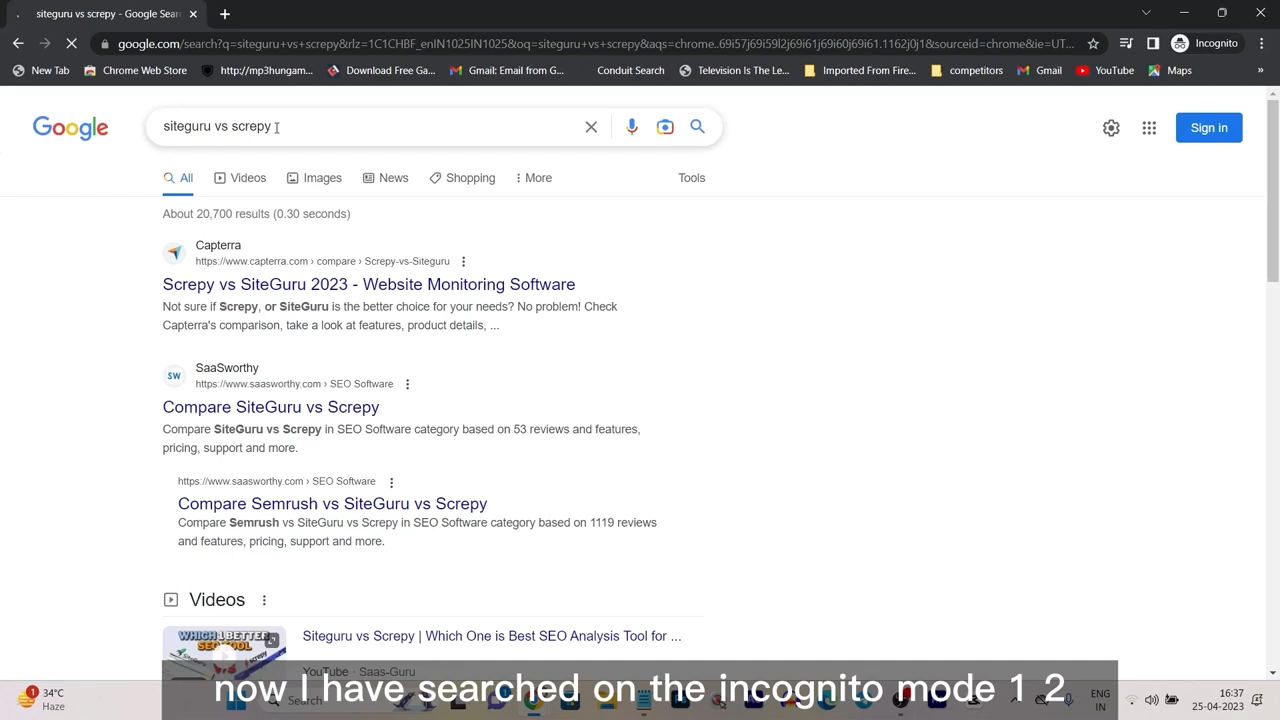 siteguru vs screpy - Google Sear
google.com/search?q=siteguru+vs+screpy&rlz=1C1CHBF_enIN1025IN1025&oq=siteguru+vs+screpy&aqs=chrome..69i57j69i59l2j69i61j69i60j69i61.1162j0j1&sourceid=chrome&ie=UT...
Incognito
New Tab
Chrome Web Store
http://mp3hungam...
Download Free Ga...
Gmail: Email from G...
Conduit Search
Television Is The Le...
Imported From Fire...
competitors
Gmail
YouTube
Maps
»
Google
siteguru vs screpy
Sign in
All
Videos
Images
News
Shopping
More
Tools
About 20,700 results (0.30 seconds)
Capterra
https://www.capterra.com › compare › Screpy-vs-Siteguru
Screpy vs SiteGuru 2023 - Website Monitoring Software
Not sure if Screpy, or SiteGuru is the better choice for your needs? No problem! Check
Capterra's comparison, take a look at features, product details, ...
SW
SaaSworthy
https://www.saasworthy.com › SEO Software
Compare SiteGuru vs Screpy
Compare SiteGuru vs Screpy in SEO Software category based on 53 reviews and features,
pricing, support and more.
https://www.saasworthy.com › SEO Software
Compare Semrush vs SiteGuru vs Screpy
Compare Semrush vs SiteGuru vs Screpy in SEO Software category based on 1119 reviews
and features, pricing, support and more.
Videos
WHICH 1 BETTER
SEO TOOL
Siteguru vs Screpy | Which One is Best SEO Analysis Tool for ...
YouTube · Saas-Guru
now I have searched on the incognito mode 1 2
1
34°C
Haze
Search
ENG
IN
16:37
25-04-2023